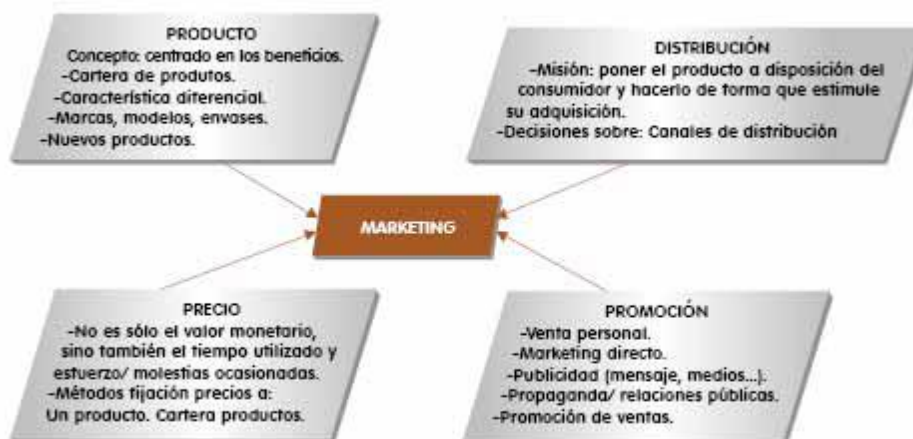 PRODUCTO
Concepto: centrado en los beneficios.
-Cartera de produtos.
-Característica diferencial.
-Marcas, modelos, envases.
-Nuevos productos.
DISTRIBUCIÓN
-Misión: poner el producto a disposición del
consumidor y hacerlo de forma que estimule
su adquisición.
-Decisiones sobre: Canales de distribución
MARKETING
PRECIO
-No es sólo el valor monetario,
sino también el tiempo utilizado y
esfuerzo/ molestias ocasionadas.
-Métodos fijación precios a:
Un producto. Cartera productos.
PROMOCIÓN
-Venta personal.
-Marketing directo.
-Publicidad (mensaje, medios...).
-Propaganda/ relaciones públicas.
-Promoción de ventas.